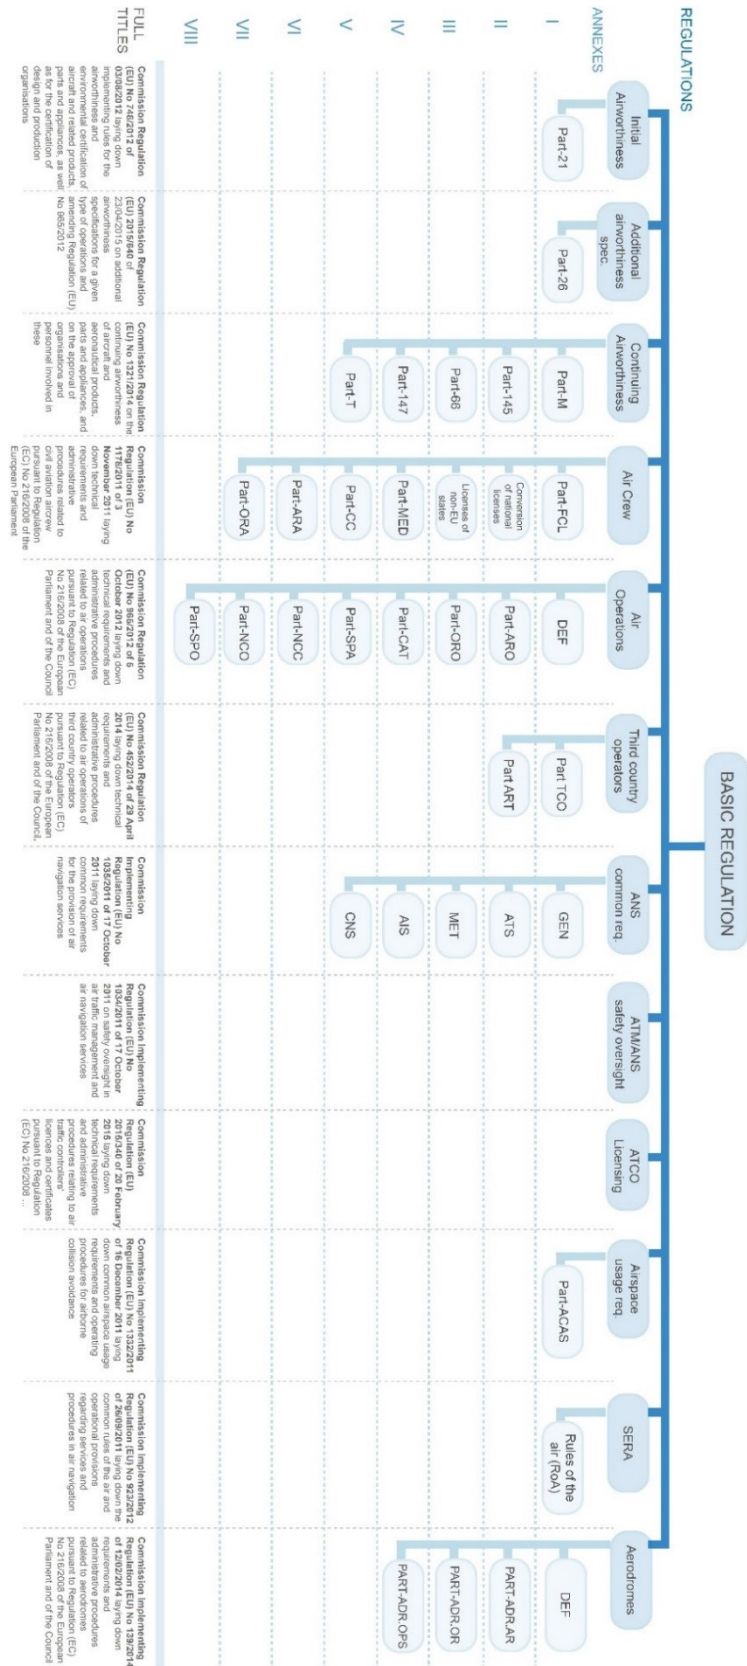 BASIC REGULATION
REGULATIONS
Initial
Airworthiness
Additional
airworthiness
spec.
Continuing
Airworthiness
Air Crew
Air
Operations
Third country
operators
ANS
common req.
ATM/ANS
safety oversight
ATCO
Licensing
Airspace
usage req.
SERA
Aerodromes
ANNEXES
I
Part-21
Part-26
Part-M
Part-FCL
DEF
Part TCO
GEN
Part-ACAS
Rules of the
air (RoA)
DEF
II
Part-145
Conversion
of national
licenses
Part-ARO
Part ART
ATS
PART-ADR.AR
III
Part-66
Licenses of
non-EU
states
Part-ORO
MET
PART-ADR.OR
IV
Part-147
Part-MED
Part-CAT
AIS
PART-ADR.OPS
V
Part-T
Part-CC
Part-SPA
CNS
VI
Part-ARA
Part-NCC
VII
Part-ORA
Part-NCO
VIII
Part-SPO
FULL
TITLES
Commission Regulation
(EU) No 748/2012 of
03/08/2012 laying down
implementing rules for the
airworthiness and
environmental certification of
aircraft and related products,
parts and appliances, as well
as for the certification of
design and production
organisations
Commission Regulation
(EU) 2015/640 of
23/04/2015 on additional
airworthiness
specifications for a given
type of operations and
amending Regulation (EU)
No 965/2012
Commission Regulation
(EU) No 1321/2014 on the
continuing airworthiness
of aircraft and
aeronautical products,
parts and appliances, and
on the approval of
organisations and
personnel involved in
these
Commission
Regulation (EU) No
1178/2011 of 3
November 2011 laying
down technical
requirements and
administrative
procedures related to
civil aviation aircrew
pursuant to Regulation
(EC) No 216/2008 of the
European Parliament
Commission Regulation
(EU) No 965/2012 of 5
October 2012 laying down
technical requirements and
administrative procedures
related to air operations
pursuant to Regulation (EC)
No 216/2008 of the European
Parliament and of the Council
Commission Regulation
(EU) No 452/2014 of 29 April
2014 laying down technical
requirements and
administrative procedures
related to air operations of
third country operators
pursuant to Regulation (EC)
No 216/2008 of the European
Parliament and of the Council.
Commission
Implementing
Regulation (EU) No
1035/2011 of 17 October
2011 laying down
common requirements
for the provision of air
navigation services
Commission Implementing
Regulation (EU) No
1034/2011 of 17 October
2011 on safety oversight in
air traffic management and
air navigation services
Commission
Regulation (EU)
2015/340 of 20 February
2015 laying down
technical requirements
and administrative
procedures relating to air
traffic controllers'
licences and certificates
pursuant to Regulation
(EC) No 216/2008 ...
Commission Implementing
Regulation (EU) No 1332/2011
of 16 December 2011 laying
down common airspace usage
requirements and operating
procedures for airborne
collision avoidance
Commission Implementing
Regulation (EU) No 923/2012
of 26/09/2011 laying down the
common rules of the air and
operational provisions
regarding services and
procedures in air navigation
Commission Implementing
Regulation (EU) No 139/2014
of 12/02/2014 laying down
requirements and
administrative procedures
related to aerodromes
pursuant to Regulation (EC)
No 216/2008 of the European
Parliament and of the Council